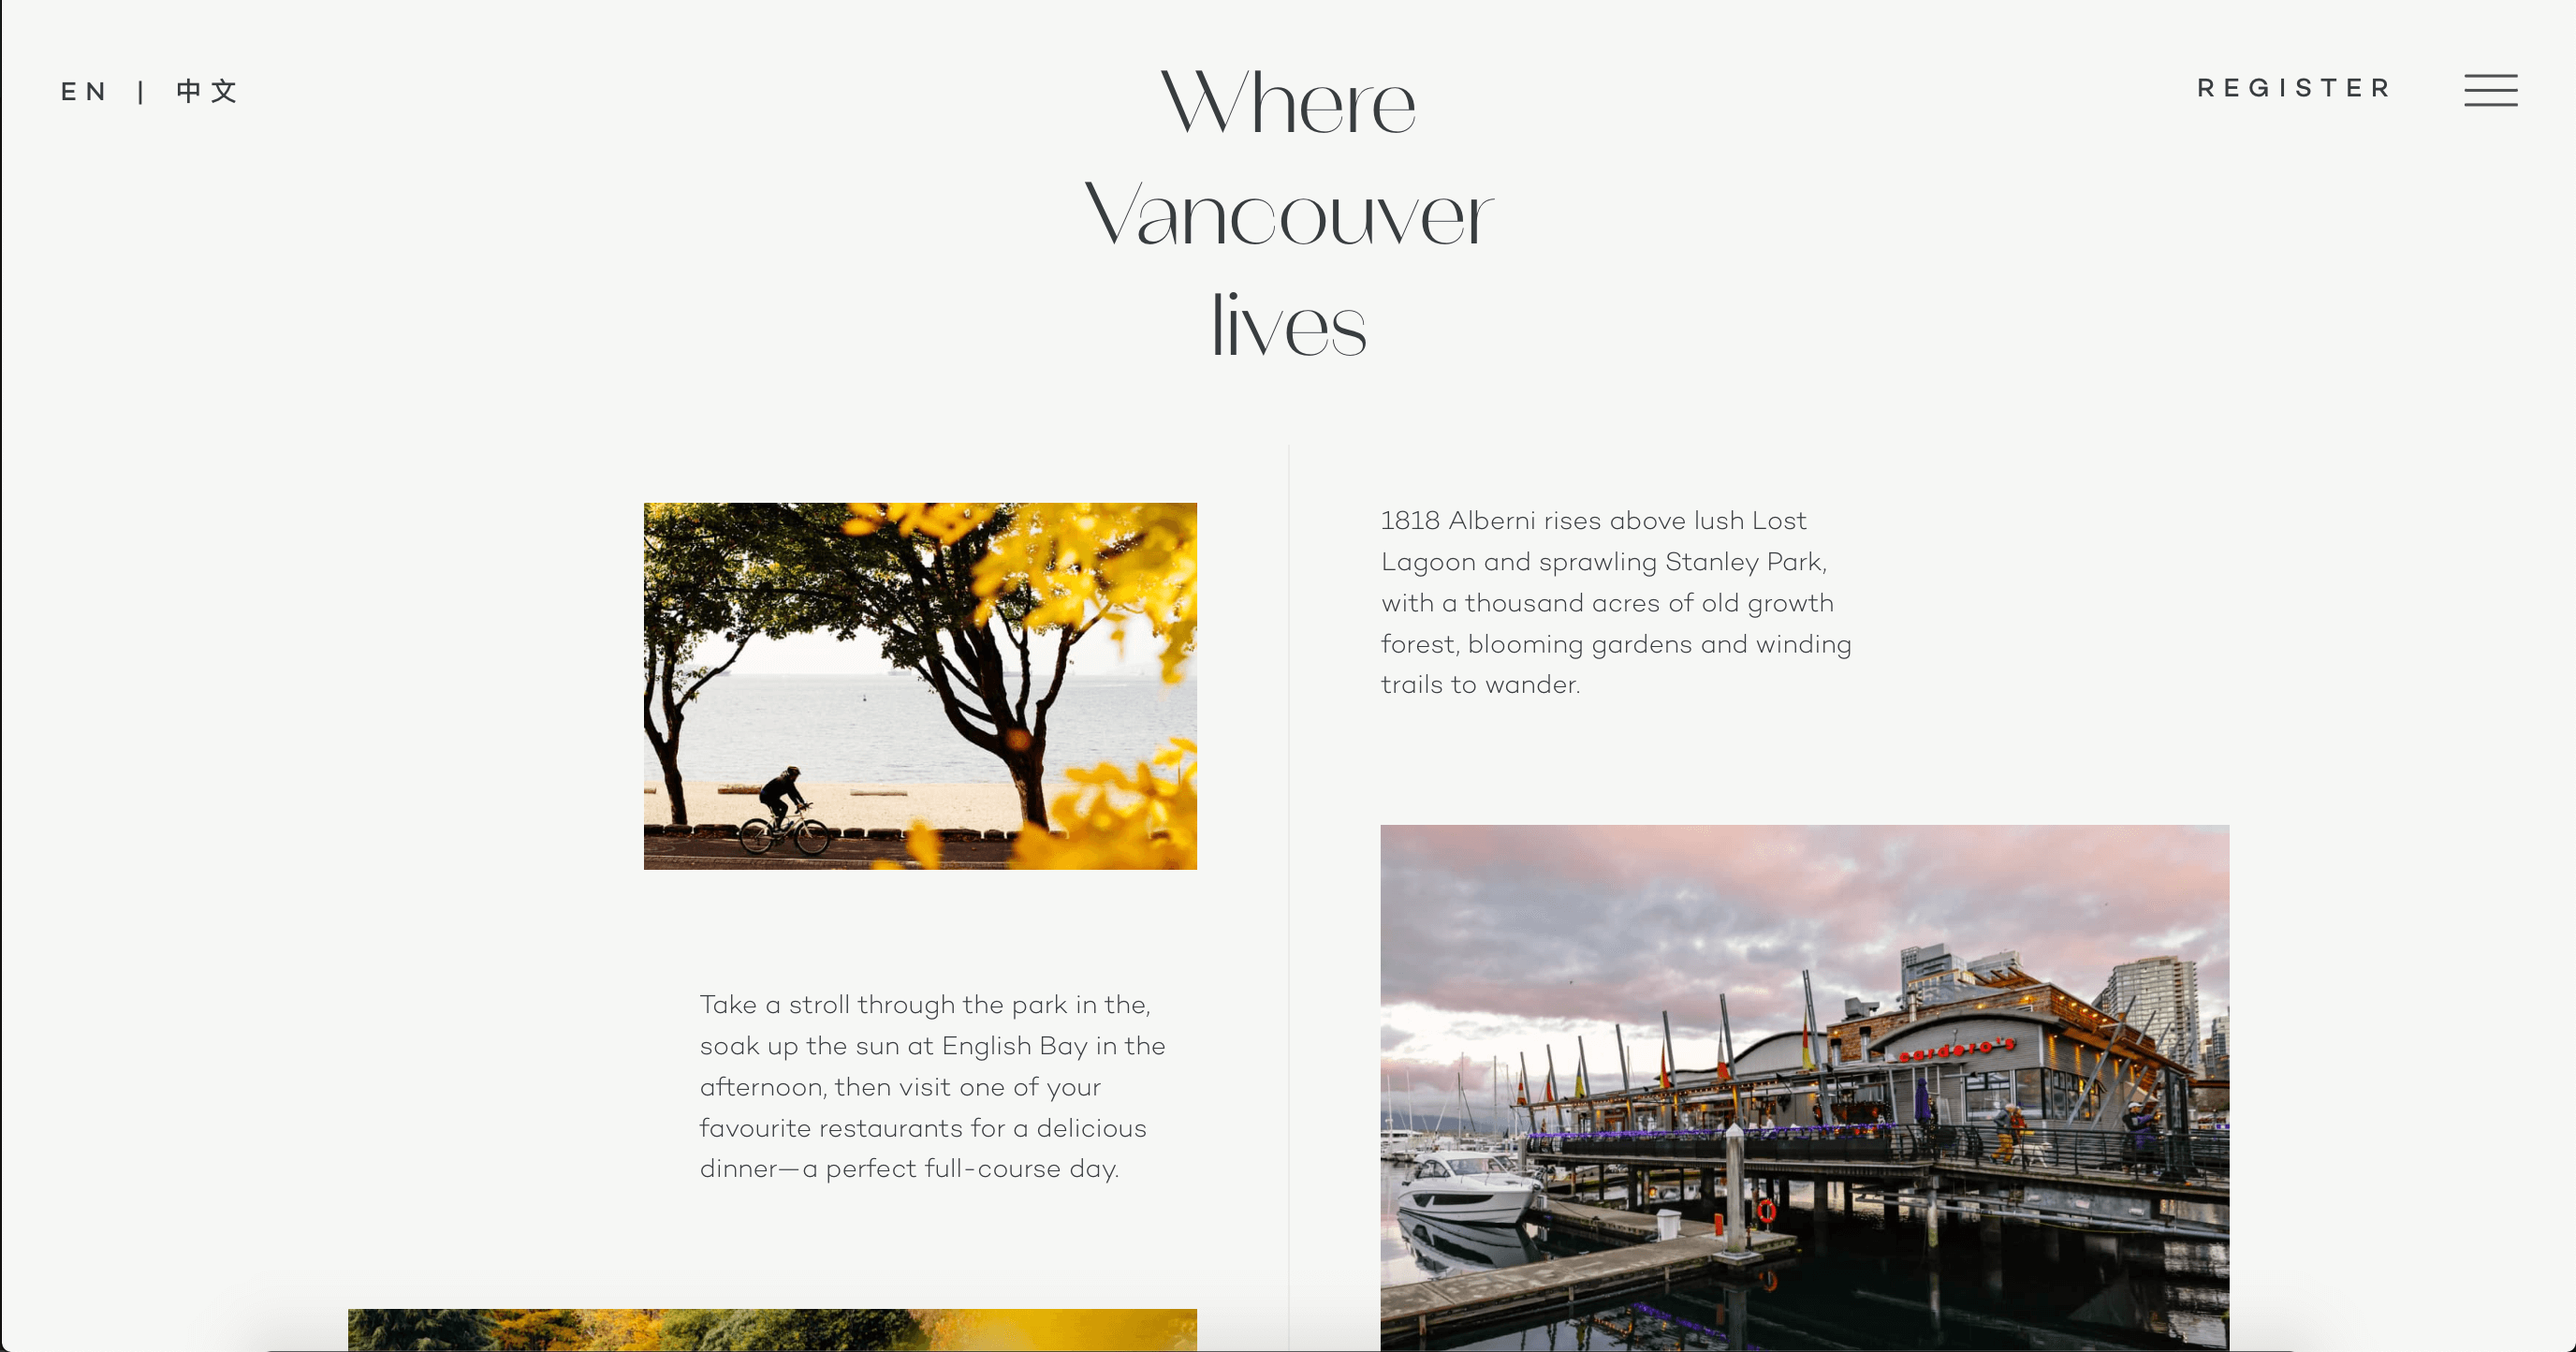 EN | 中文
REGISTER
Where
Vancouver
lives
1818 Alberni rises above lush Lost
Lagoon and sprawling Stanley Park,
with a thousand acres of old growth
forest, blooming gardens and winding
trails to wander.
Take a stroll through the park in the,
soak up the sun at English Bay in the
afternoon, then visit one of your
favourite restaurants for a delicious
dinner—a perfect full-course day.
cardero's